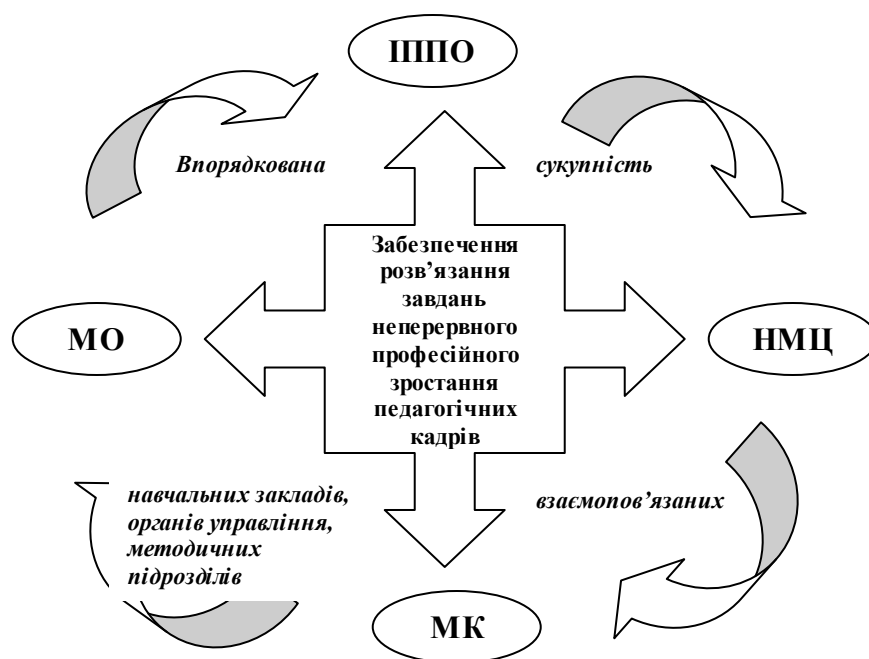 ІППО
Впорядкована
сукупність
Забезпечення
розв’язання
завдань
неперервного
професійного
зростання
педагогічних
кадрів
МО
НМЦ
навчальних закладів,
органів управління,
методичних
підрозділів
взаємопов’язаних
МК